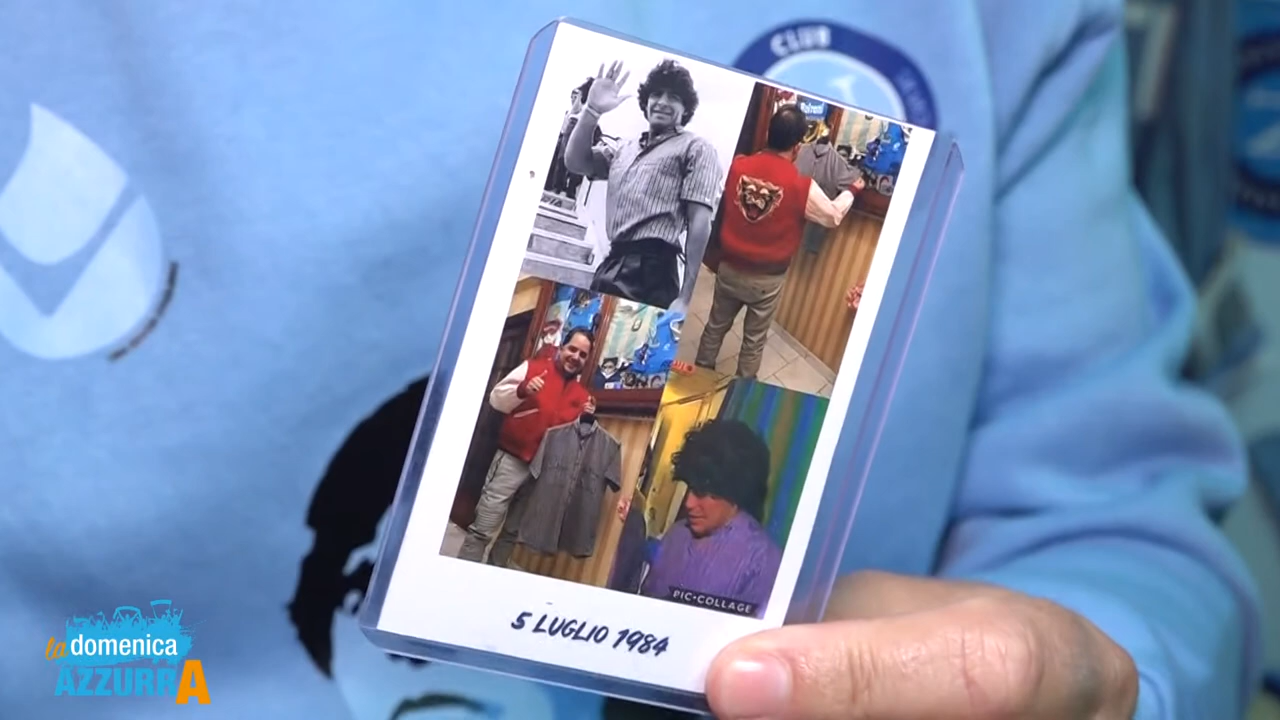 CLUB
PIC•COLLAGE
5 LUGLIO 1984
la domenica
AZZURRA